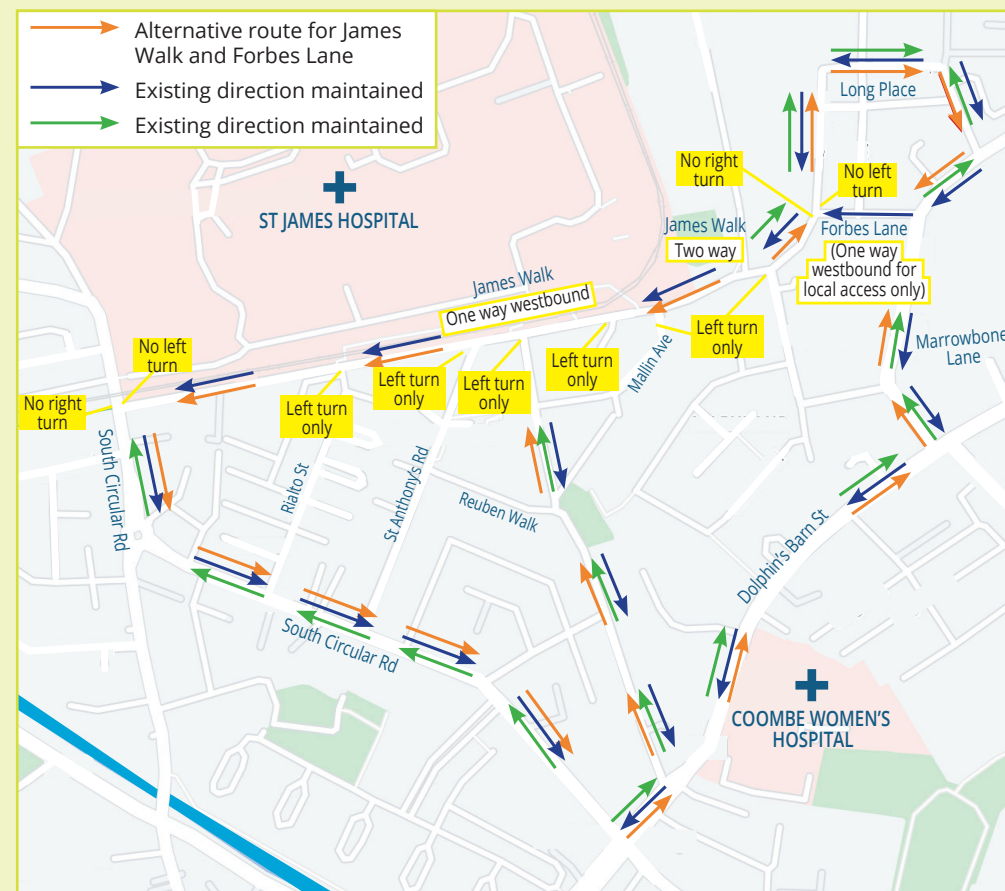 Alternative route for James
Walk and Forbes Lane
Existing direction maintained
Existing direction maintained
ST JAMES HOSPITAL
Long Place
No right
turn
No left
turn
James Walk
Two way
Forbes Lane
(One way
westbound for
local access only)
James Walk
One way westbound
Left turn
only
Mallin Ave
Marrowbone
Lane
No left
turn
No right
turn
Left turn
only
Left turn
only
Left turn
only
Left turn
only
South Circular Rd
Rialto St
St Anthony's Rd
Reuben Walk
Dolphin's Barn St
South Circular Rd
COOMBE WOMEN'S
HOSPITAL